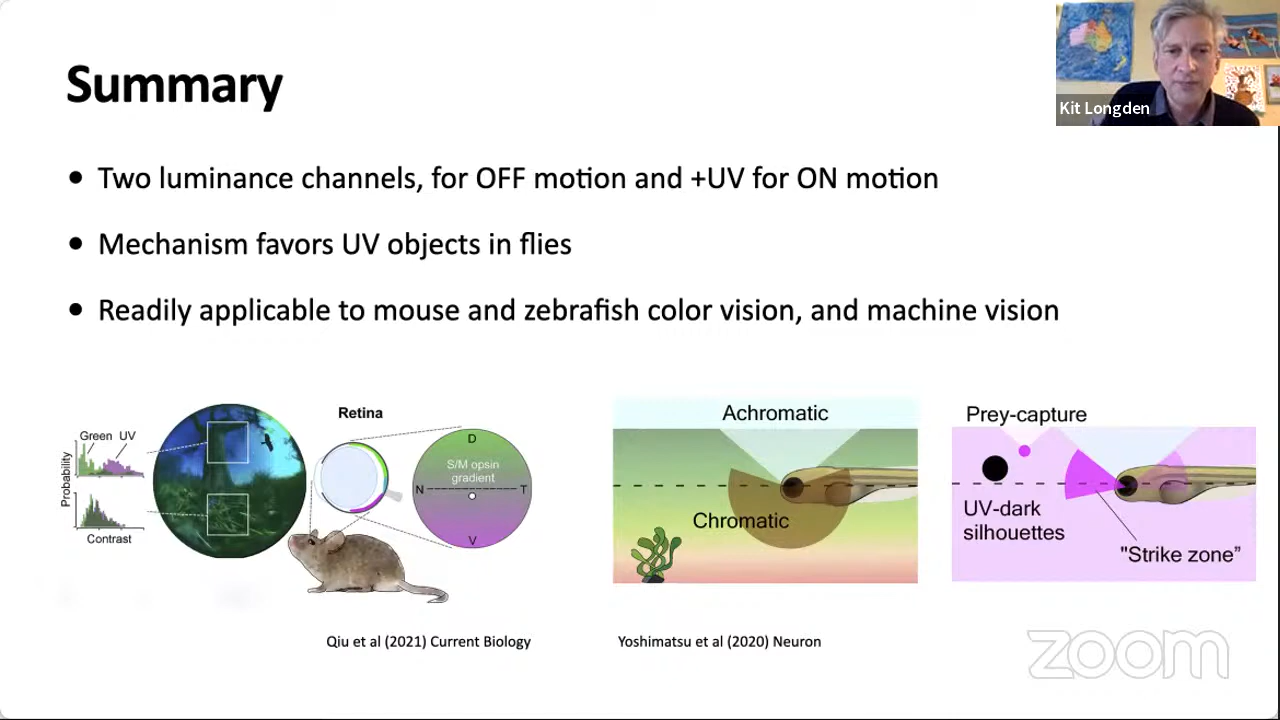 Summary
Kit Longden
• Two luminance channels, for OFF motion and +UV for ON motion
• Mechanism favors UV objects in flies
• Readily applicable to mouse and zebrafish color vision, and machine vision
Green UV
Probability
Contrast
Retina
D
S/M opsin
gradient
N
T
V
Achromatic
Chromatic
Prey-capture
UV-dark
silhouettes
"Strike zone”
Qiu et al (2021) Current Biology
Yoshimatsu et al (2020) Neuron
zoom